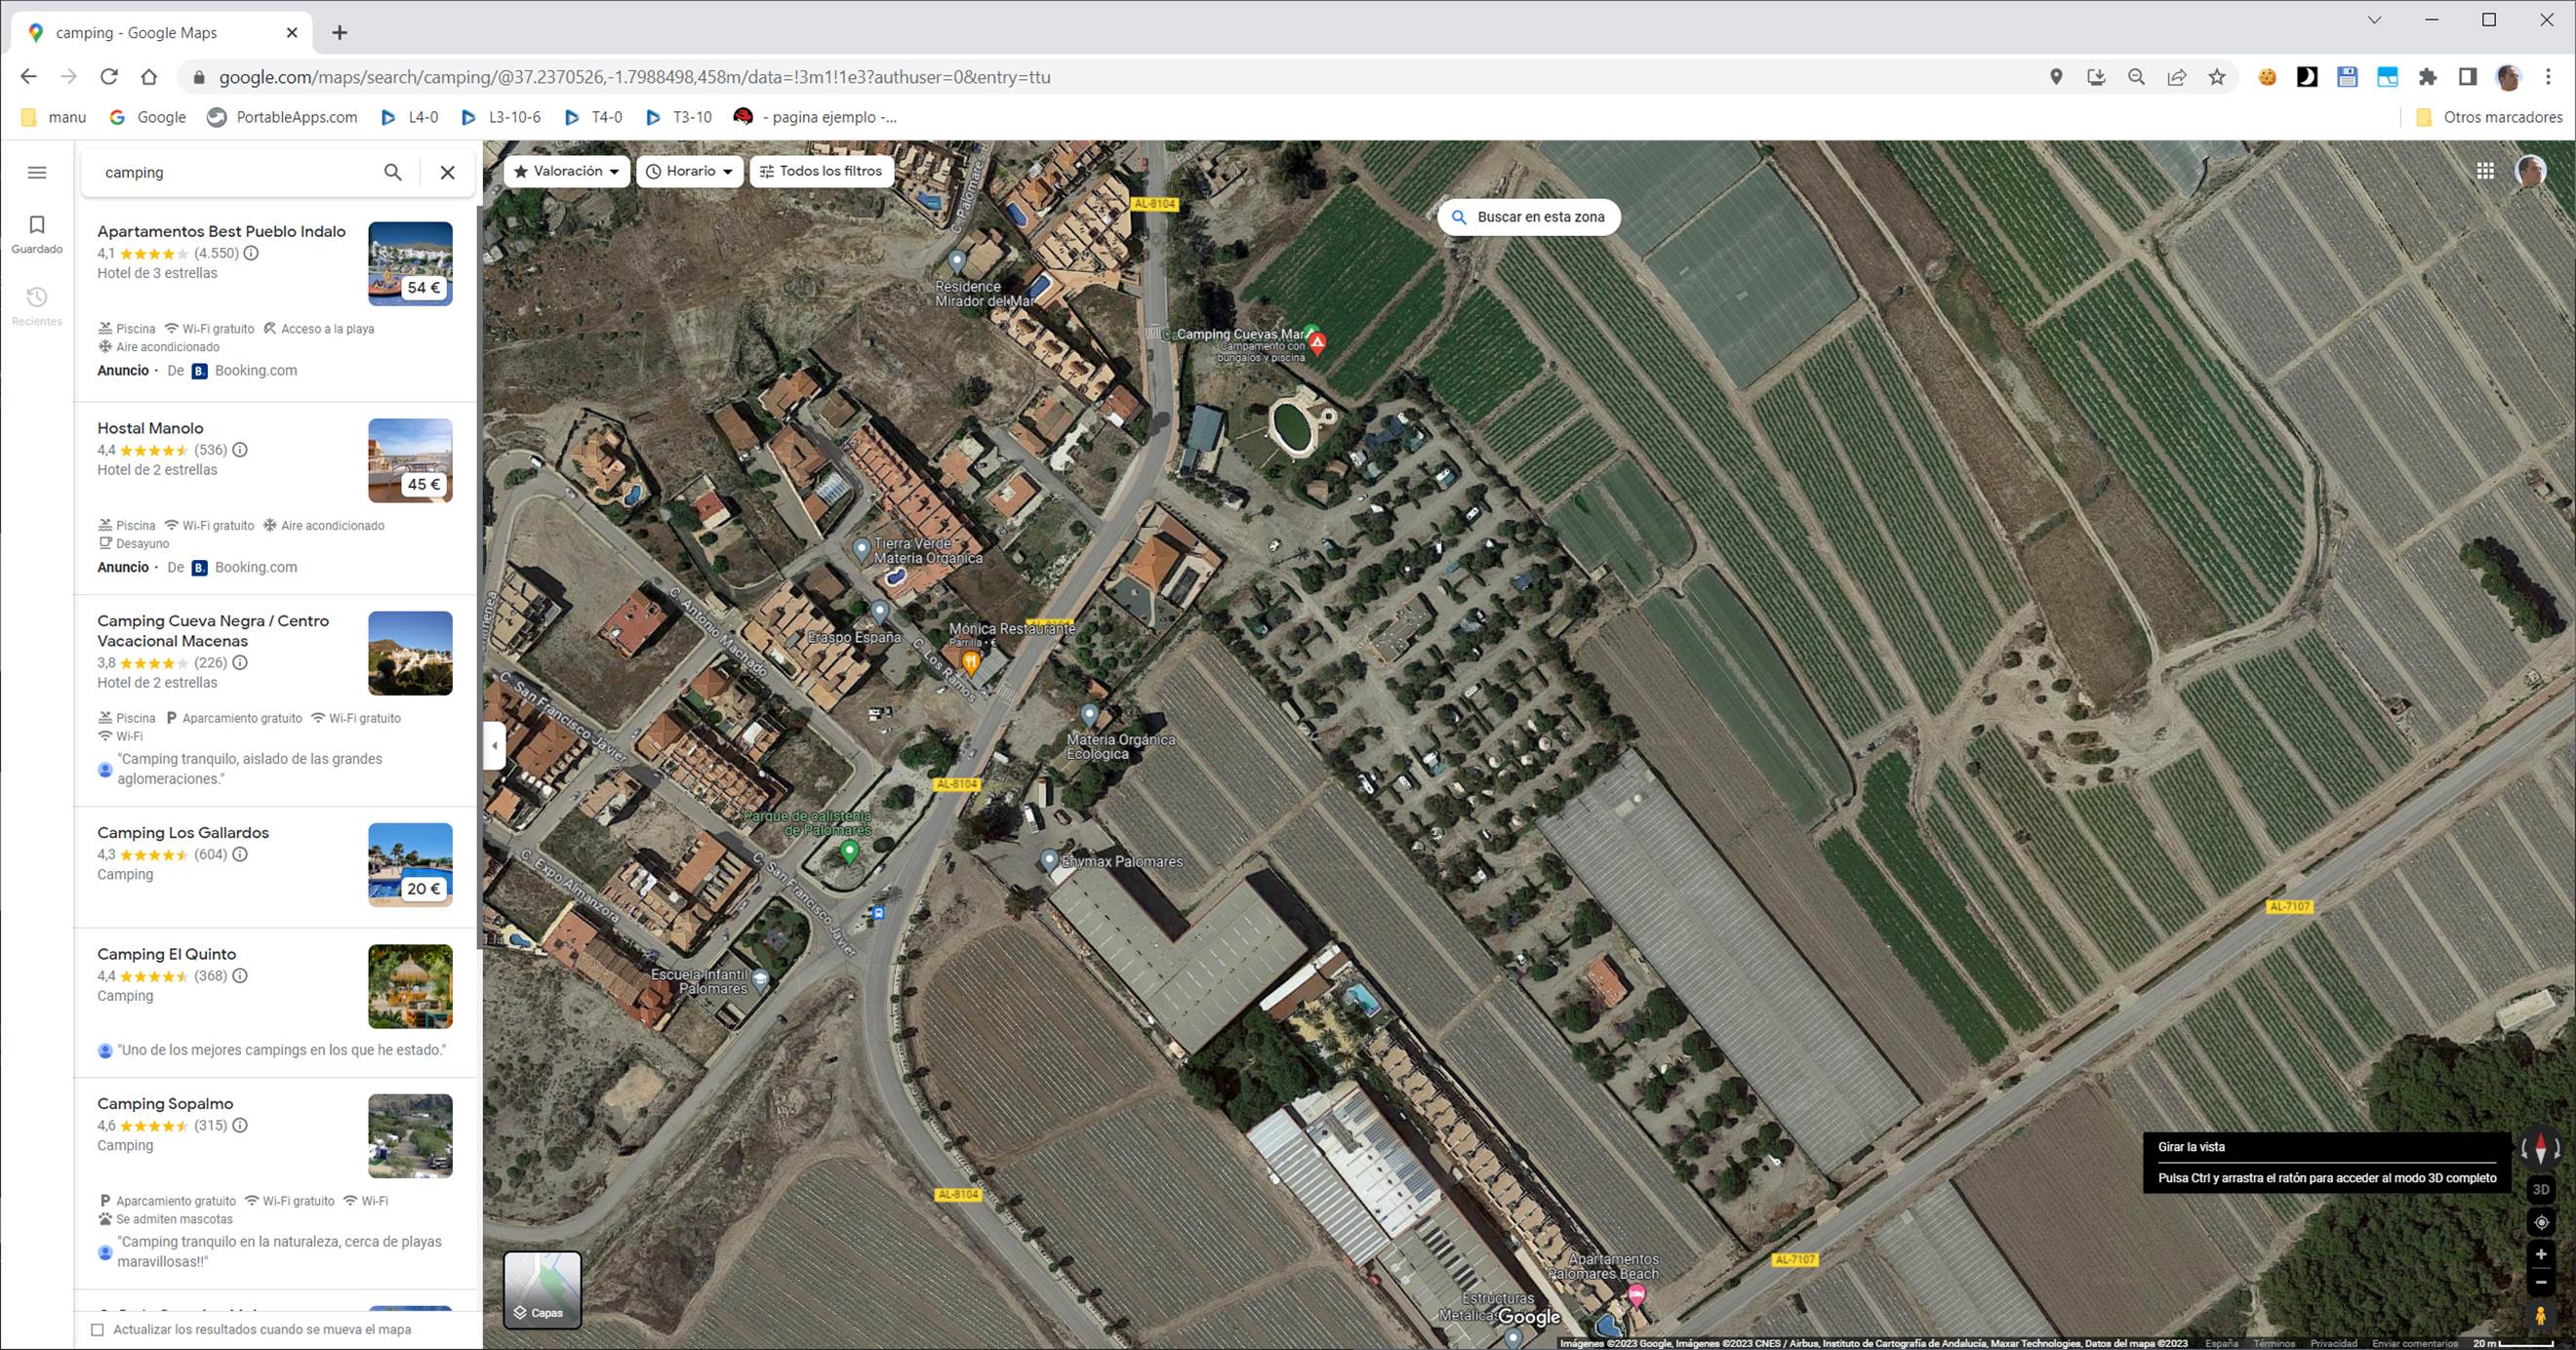 camping - Google Maps
google.com/maps/search/camping/@37.2370526,-1.7988498,458m/data=!3m1!1e3?authuser=0&entry=ttu
manu
Google
PortableApps.com
L4-0
L3-10-6
T4-0
T3-10
- pagina ejemplo -...
Otros marcadores
camping
Guardado
Recientes
Apartamentos Best Pueblo Indalo
4,1 (4.550)
Hotel de 3 estrellas
54 €
Piscina Wi-Fi gratuito Acceso a la playa
Aire acondicionado
Anuncio · De B. Booking.com
Hostal Manolo
4,4 (536)
Hotel de 2 estrellas
45 €
Piscina Wi-Fi gratuito Aire acondicionado
Desayuno
Anuncio · De B. Booking.com
Camping Cueva Negra / Centro
Vacacional Macenas
3,8 (226)
Hotel de 2 estrellas
Piscina P Aparcamiento gratuito Wi-Fi gratuito
Wi-Fi
"Camping tranquilo, aíslado de las grandes
aglomeraciones."
Camping Los Gallardos
4,3 (604)
Camping
20 €
Camping El Quinto
4,4 (368)
Camping
"Uno de los mejores campings en los que he estado."
Camping Sopalmo
4,6 (315)
Camping
P Aparcamiento gratuito Wi-Fi gratuito Wi-Fi
Se admiten mascotas
"Camping tranquilo en la naturaleza, cerca de playas
maravillosas!!"
Actualizar los resultados cuando se mueva el mapa
Valoración
Horario
Todos los filtros
Buscar en esta zona
AL-8104
C. Palomares
Residence
Mirador del Mar
Camping Cuevas Mar
Campamento con
bungalós y piscina
Tierra Verde
Materia Orgánica
C. Antonio Machado
Eraspo España
Mónica Restaurante
Parrilla · €
C. Los Ramos
C. San Francisco Javier
Materia Orgánica
Ecológica
AL-8104
Parque de calistenia
de Palomares
Enymax Palomares
C. Expo Almanzora
C. San Francisco Javier
AL-7107
Escuela Infantil
Palomares
Girar la vista
Pulsa Ctrl y arrastra el ratón para acceder al modo 3D completo
3D
AL-8104
AL-7107
Apartamentos
Palomares Beach
Estructuras
Metálicas
Google
Capas
Imágenes ©2023 Google, Imágenes ©2023 CNES / Airbus, Instituto de Cartografía de Andalucía, Maxar Technologies, Datos del mapa ©2023 España Términos Privacidad Enviar comentarios 20 m